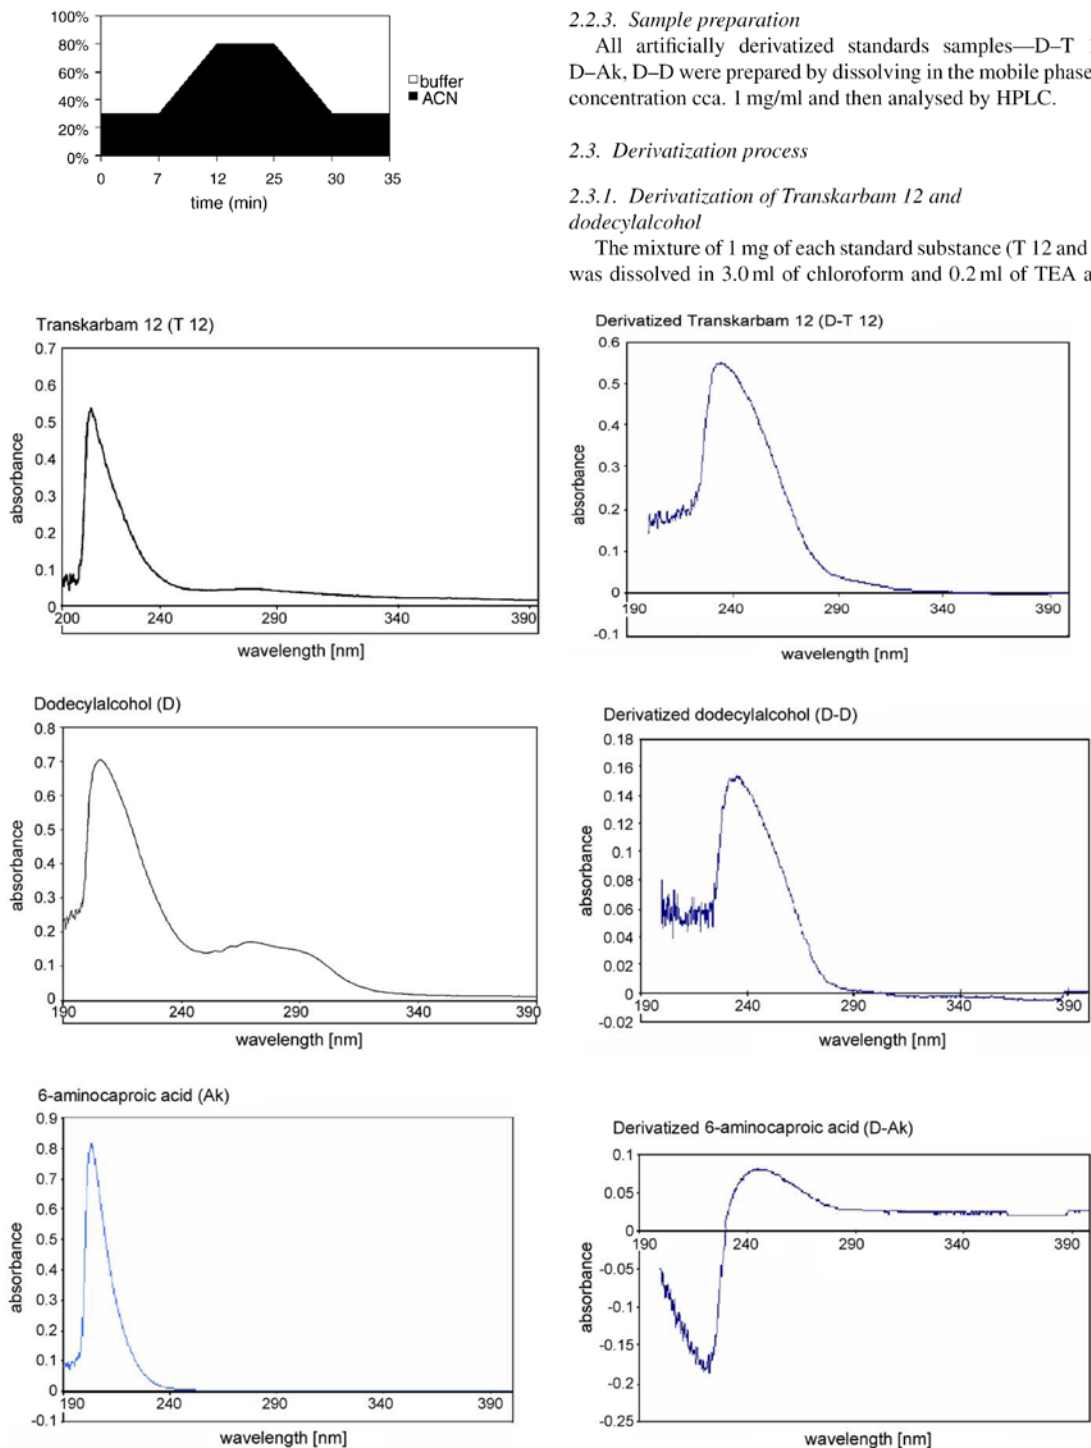 100%
80%
60%
40%
20%
0%
0 7 12 25 30 35
time (min)
buffer
ACN
2.2.3. Sample preparation
All artificially derivatized standards samples—D–T
D–Ak, D–D were prepared by dissolving in the mobile phase
concentration cca. 1 mg/ml and then analysed by HPLC.
2.3. Derivatization process
2.3.1. Derivatization of Transkarbam 12 and
dodecylalcohol
The mixture of 1 mg of each standard substance (T 12 and
was dissolved in 3.0 ml of chloroform and 0.2 ml of TEA
Transkarbam 12 (T 12)
0.7
0.6
0.5
0.4
0.3
0.2
0.1
0
200 240 290 340 390
absorbance
wavelength [nm]
Derivatized Transkarbam 12 (D-T 12)
0.6
0.5
0.4
0.3
0.2
0.1
0
-0.1
190 240 290 340 390
absorbance
wavelength [nm]
Dodecylalcohol (D)
0.8
0.7
0.6
0.5
0.4
0.3
0.2
0.1
0
190 240 290 340 390
absorbance
wavelength [nm]
Derivatized dodecylalcohol (D-D)
0.18
0.16
0.14
0.12
0.1
0.08
0.06
0.04
0.02
0
-0.02
190 240 290 340 390
absorbance
wavelength [nm]
6-aminocaproic acid (Ak)
0.9
0.8
0.7
0.6
0.5
0.4
0.3
0.2
0.1
0
-0.1
190 240 290 340 390
absorbance
wavelength [nm]
Derivatized 6-aminocaproic acid (D-Ak)
0.1
0.05
0
-0.05
-0.1
-0.15
-0.2
-0.25
190 240 290 340 390
absorbance
wavelength [nm]